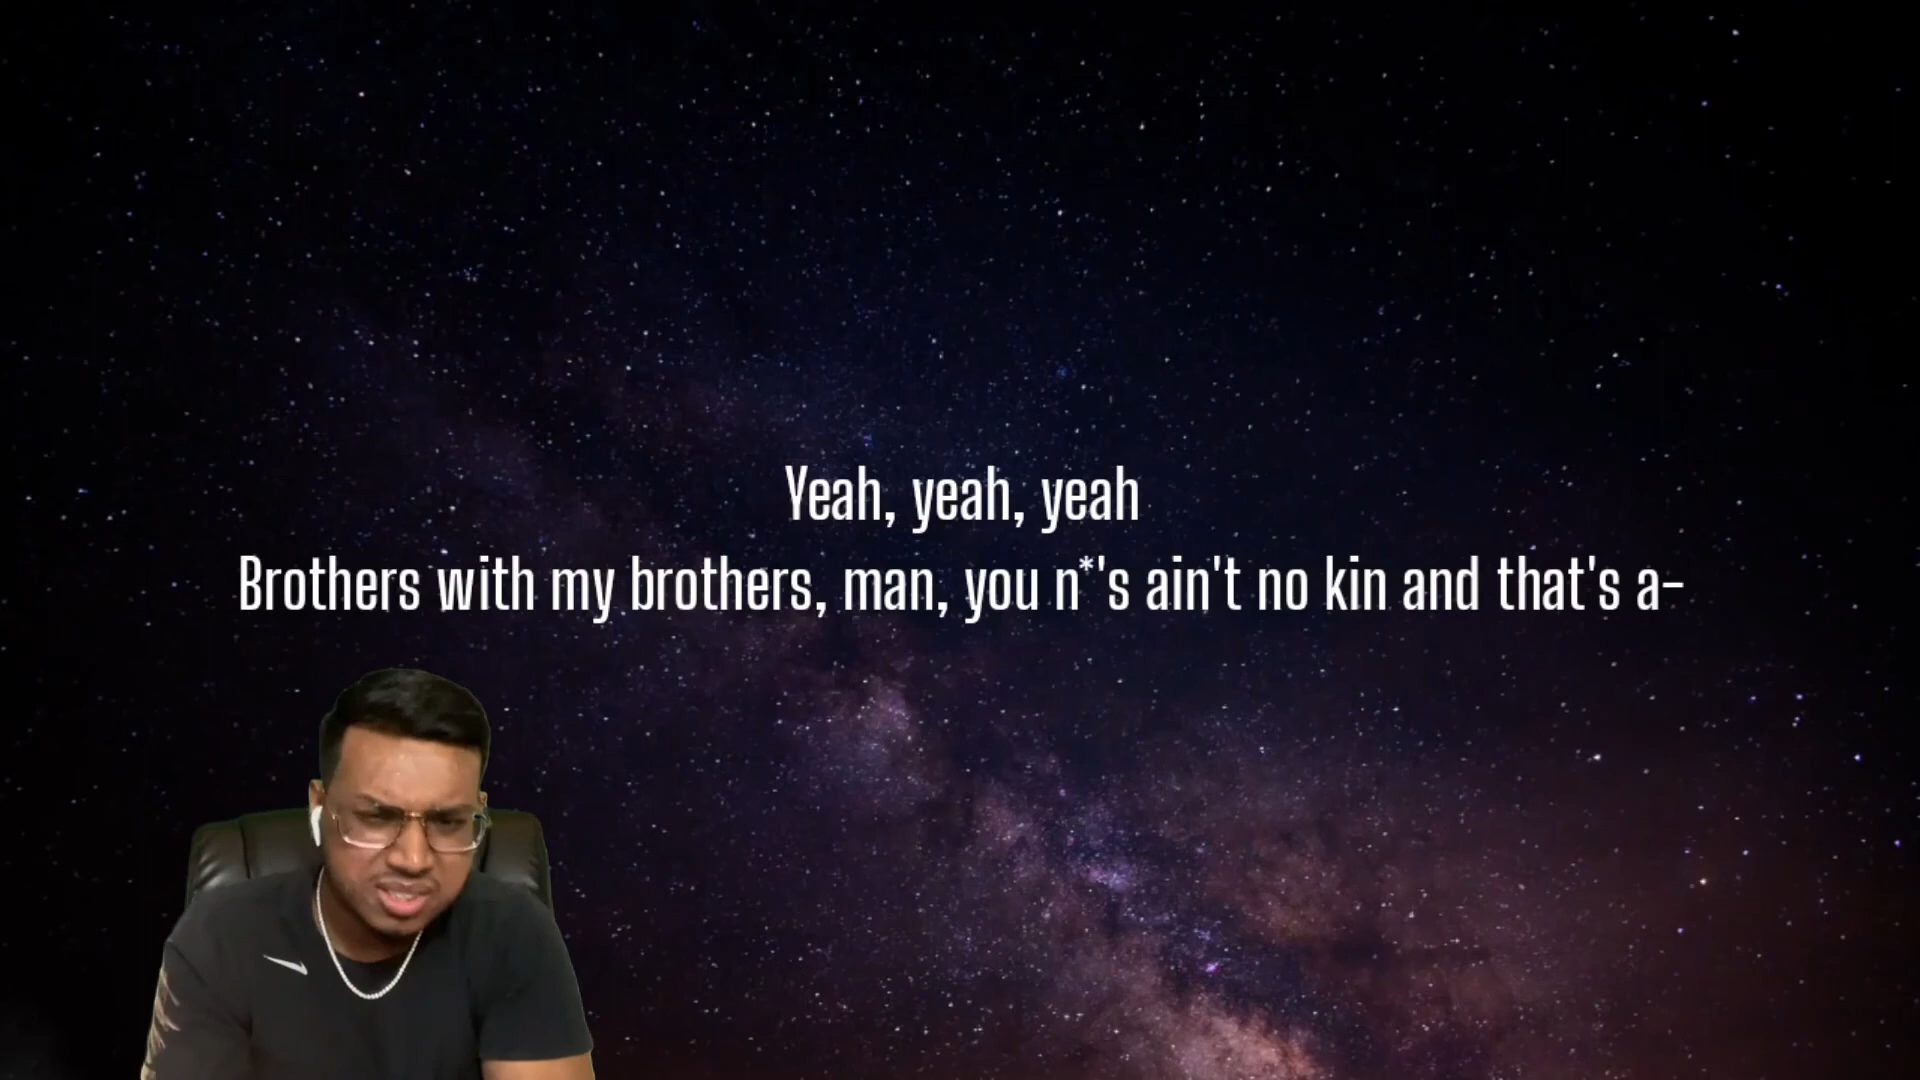 Yeah, yeah, yeah
Brothers with my brothers, man, you n*'s ain't no kin and that's a-